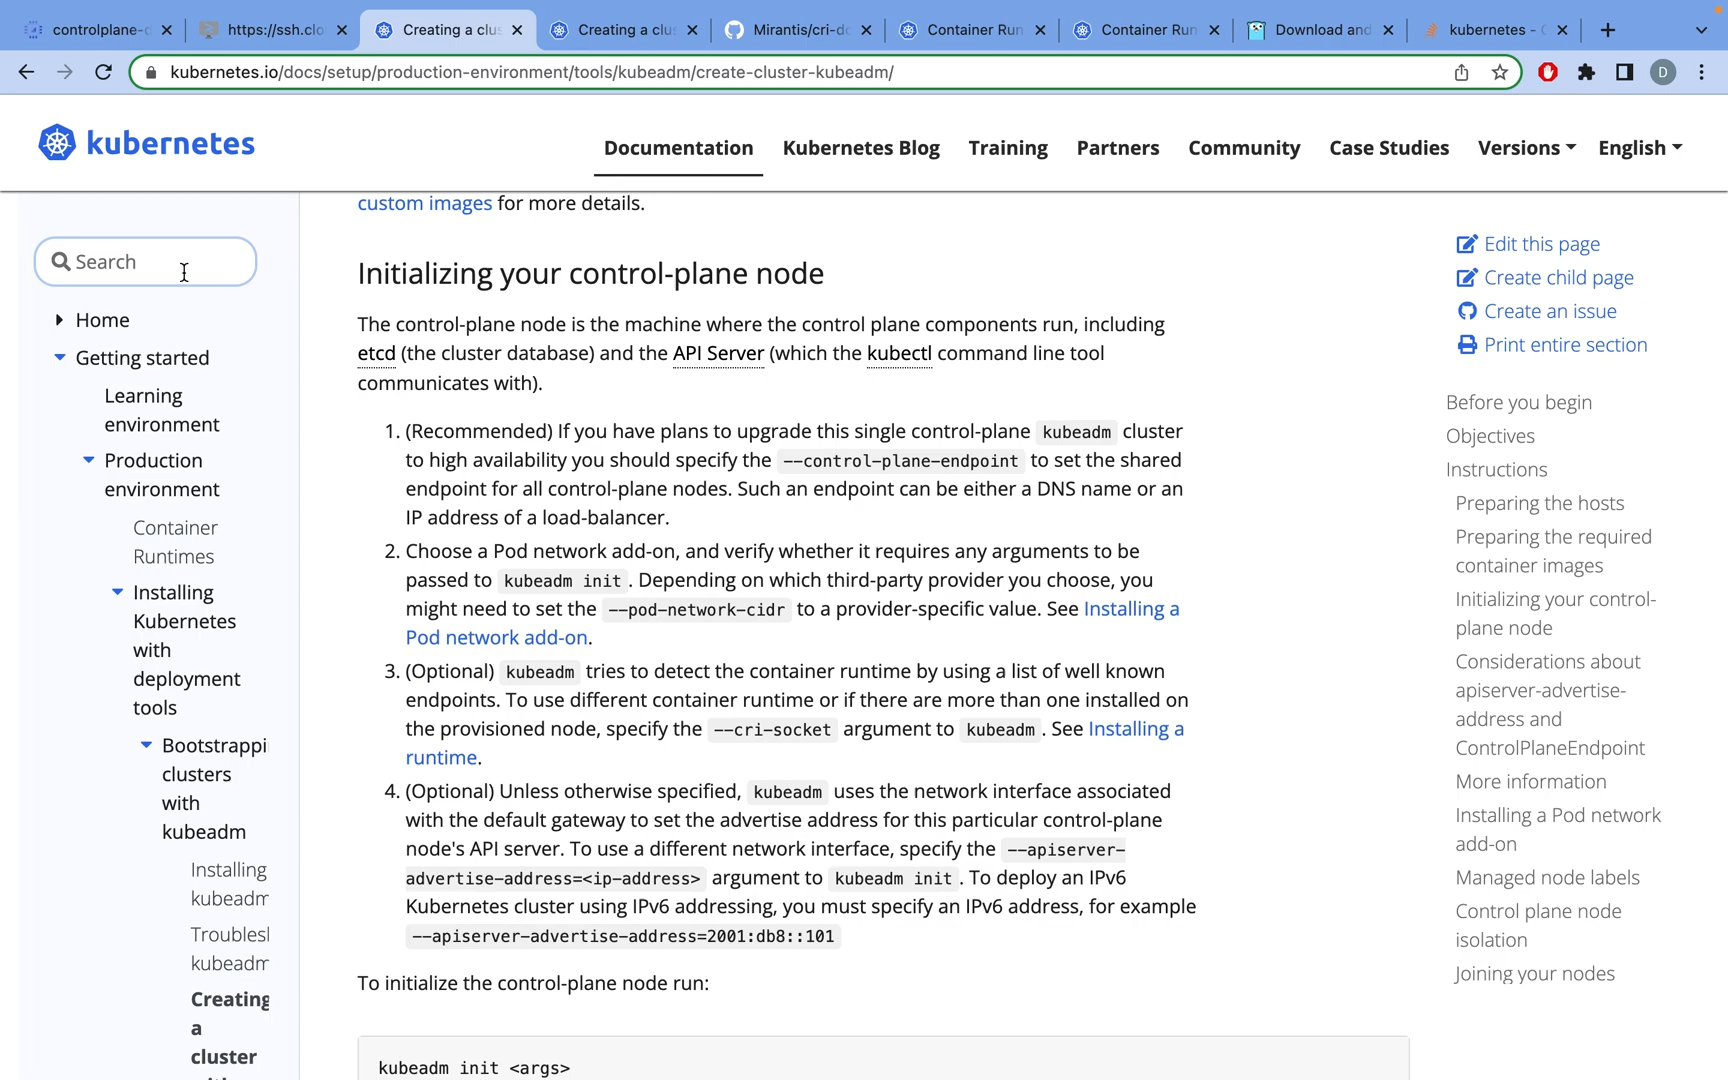 controlplane-
https://ssh.clo
Creating a clus
Creating a clus
Mirantis/cri-do
Container Run
Container Run
Download and
kubernetes -
kubernetes.io/docs/setup/production-environment/tools/kubeadm/create-cluster-kubeadm/
D
kubernetes
Documentation
Kubernetes Blog
Training
Partners
Community
Case Studies
Versions
English
Search
Home
Getting started
Learning
environment
Production
environment
Container
Runtimes
Installing
Kubernetes
with
deployment
tools
Bootstrappi
clusters
with
kubeadm
Installing
kubeadm
Troublesl
kubeadm
Creating
a
cluster
custom images for more details.
Initializing your control-plane node
The control-plane node is the machine where the control plane components run, including
etcd (the cluster database) and the API Server (which the kubectl command line tool
communicates with).
1. (Recommended) If you have plans to upgrade this single control-plane kubeadm cluster
to high availability you should specify the --control-plane-endpoint to set the shared
endpoint for all control-plane nodes. Such an endpoint can be either a DNS name or an
IP address of a load-balancer.
2. Choose a Pod network add-on, and verify whether it requires any arguments to be
passed to kubeadm init. Depending on which third-party provider you choose, you
might need to set the --pod-network-cidr to a provider-specific value. See Installing a
Pod network add-on.
3. (Optional) kubeadm tries to detect the container runtime by using a list of well known
endpoints. To use different container runtime or if there are more than one installed on
the provisioned node, specify the --cri-socket argument to kubeadm. See Installing a
runtime.
4. (Optional) Unless otherwise specified, kubeadm uses the network interface associated
with the default gateway to set the advertise address for this particular control-plane
node's API server. To use a different network interface, specify the --apiserver-
advertise-address=<ip-address> argument to kubeadm init. To deploy an IPv6
Kubernetes cluster using IPv6 addressing, you must specify an IPv6 address, for example
--apiserver-advertise-address=2001:db8::101
To initialize the control-plane node run:
kubeadm init <args>
Edit this page
Create child page
Create an issue
Print entire section
Before you begin
Objectives
Instructions
Preparing the hosts
Preparing the required
container images
Initializing your control-
plane node
Considerations about
apiserver-advertise-
address and
ControlPlaneEndpoint
More information
Installing a Pod network
add-on
Managed node labels
Control plane node
isolation
Joining your nodes